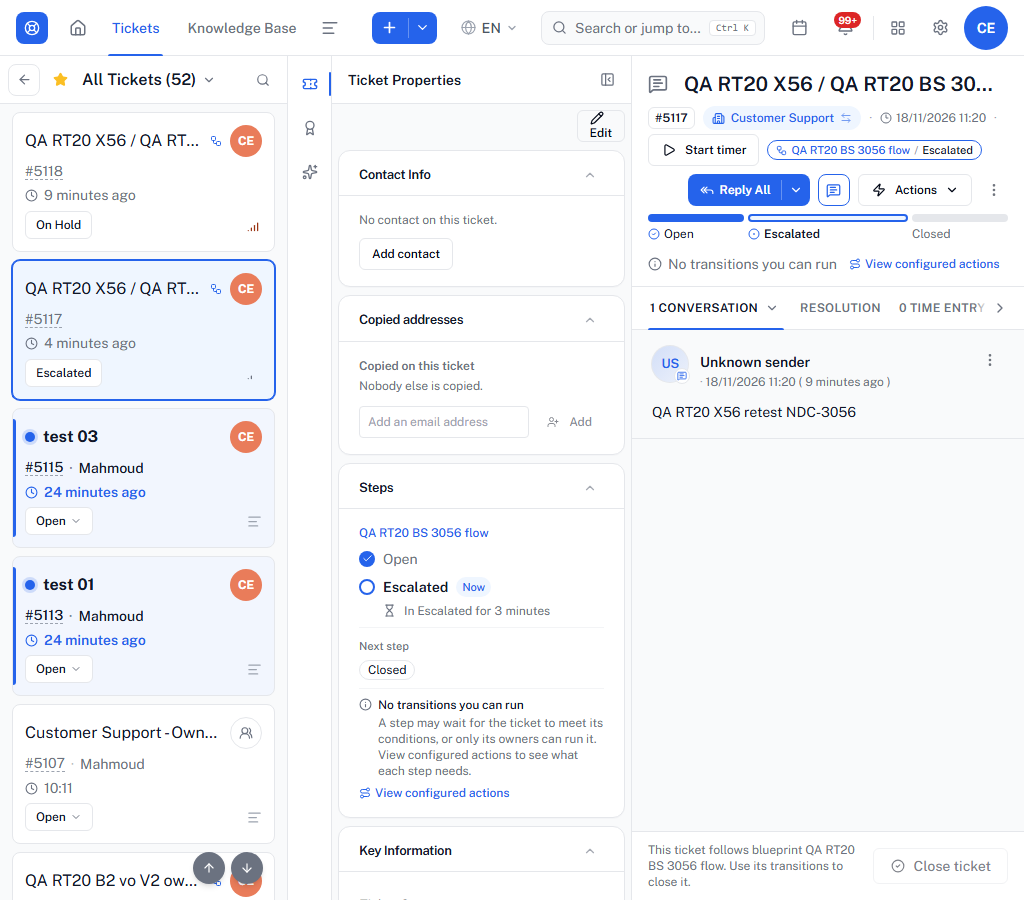 Tickets
Knowledge Base
EN
Search or jump to...
Ctrl K
99+
CE
All Tickets (52)
QA RT20 X56 / QA RT...
CE
#5118
9 minutes ago
On Hold
QA RT20 X56 / QA RT...
CE
#5117
4 minutes ago
Escalated
test 03
CE
#5115 · Mahmoud
24 minutes ago
Open
test 01
CE
#5113 · Mahmoud
24 minutes ago
Open
Customer Support - Own...
#5107 · Mahmoud
10:11
Open
QA RT20 B2 vo V2 ow...
Ticket Properties
Edit
Contact Info
No contact on this ticket.
Add contact
Copied addresses
Copied on this ticket
Nobody else is copied.
Add an email address
Add
Steps
QA RT20 BS 3056 flow
Open
Escalated Now
In Escalated for 3 minutes
Next step
Closed
No transitions you can run
A step may wait for the ticket to meet its
conditions, or only its owners can run it.
View configured actions to see what
each step needs.
View configured actions
Key Information
QA RT20 X56 / QA RT20 BS 30...
#5117
Customer Support
· 18/11/2026 11:20 ·
Start timer
QA RT20 BS 3056 flow / Escalated
Reply All
Actions
Open
Escalated
Closed
No transitions you can run
View configured actions
1 CONVERSATION
RESOLUTION
0 TIME ENTRY
US
Unknown sender
· 18/11/2026 11:20 ( 9 minutes ago )
QA RT20 X56 retest NDC-3056
This ticket follows blueprint QA RT20
BS 3056 flow. Use its transitions to
close it.
Close ticket